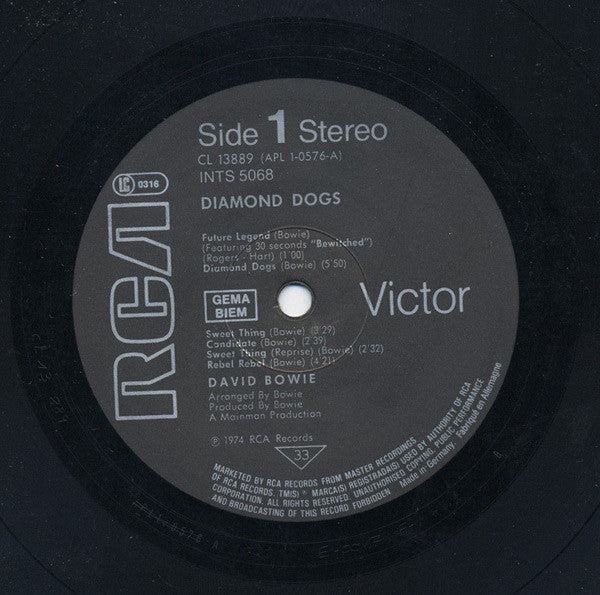 Side 1 Stereo
CL 13889 (APL 1-0576-A)
INTS 5068
LC 0316
DIAMOND DOGS
Future Legend (Bowie)
(Featuring 30 seconds "Bewitched")
(Rogers - Hart) (1'00)
Diamond Dogs (Bowie) (5'50)
RCA
GEMA
BIEM
Victor
Sweet Thing (Bowie) (3'29)
Candidate (Bowie) (2'39)
Sweet Thing (Reprise) (Bowie) (2'32)
Rebel Rebel (Bowie) (4'21)
DAVID BOWIE
Arranged By Bowie
Produced By Bowie
A Mainman Production
℗ 1974 RCA Records
33
MARKETED BY RCA RECORDS FROM MASTER RECORDINGS
OF RCA RECORDS. TM(S) ® MARCA(S) REGISTRADA(S) USED BY AUTHORITY OF RCA
CORPORATION. ALL RIGHTS RESERVED. UNAUTHORISED COPYING, PUBLIC PERFORMANCE
AND BROADCASTING OF THIS RECORD FORBIDDEN
Made in Germany. Fabriqué en Allemagne